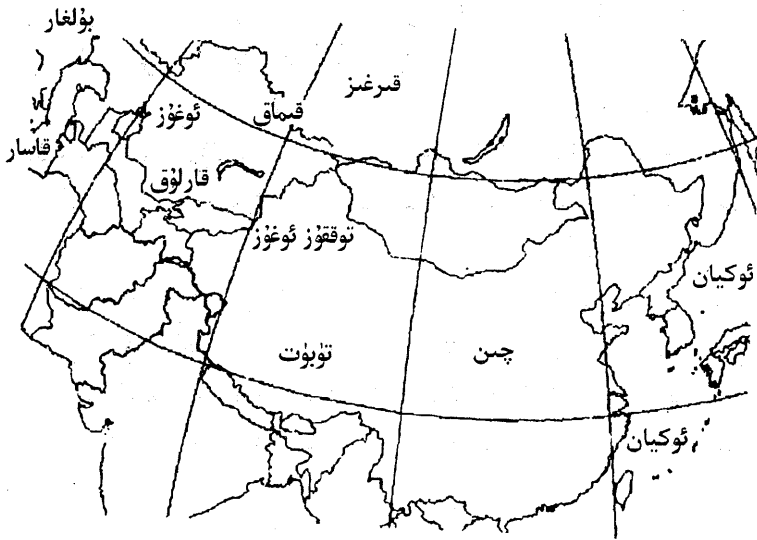 بۇلغار
قىرغىز
قىماق
ئوغۇز
قاسار
قارلۇق
توققۇز ئوغۇز
ئوكيان
تۈبۈت
چىن
ئوكيان